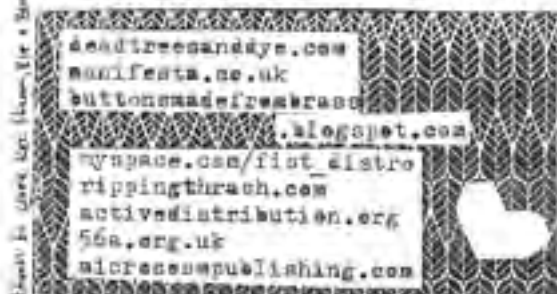 deadtreesanddye.com
manifesta.co.uk
buttonsmadefrombrass
.blogspot.com
myspace.com/fist_distro
rippingthrash.com
activedistribution.org
56a.org.uk
microcosmpublishing.com